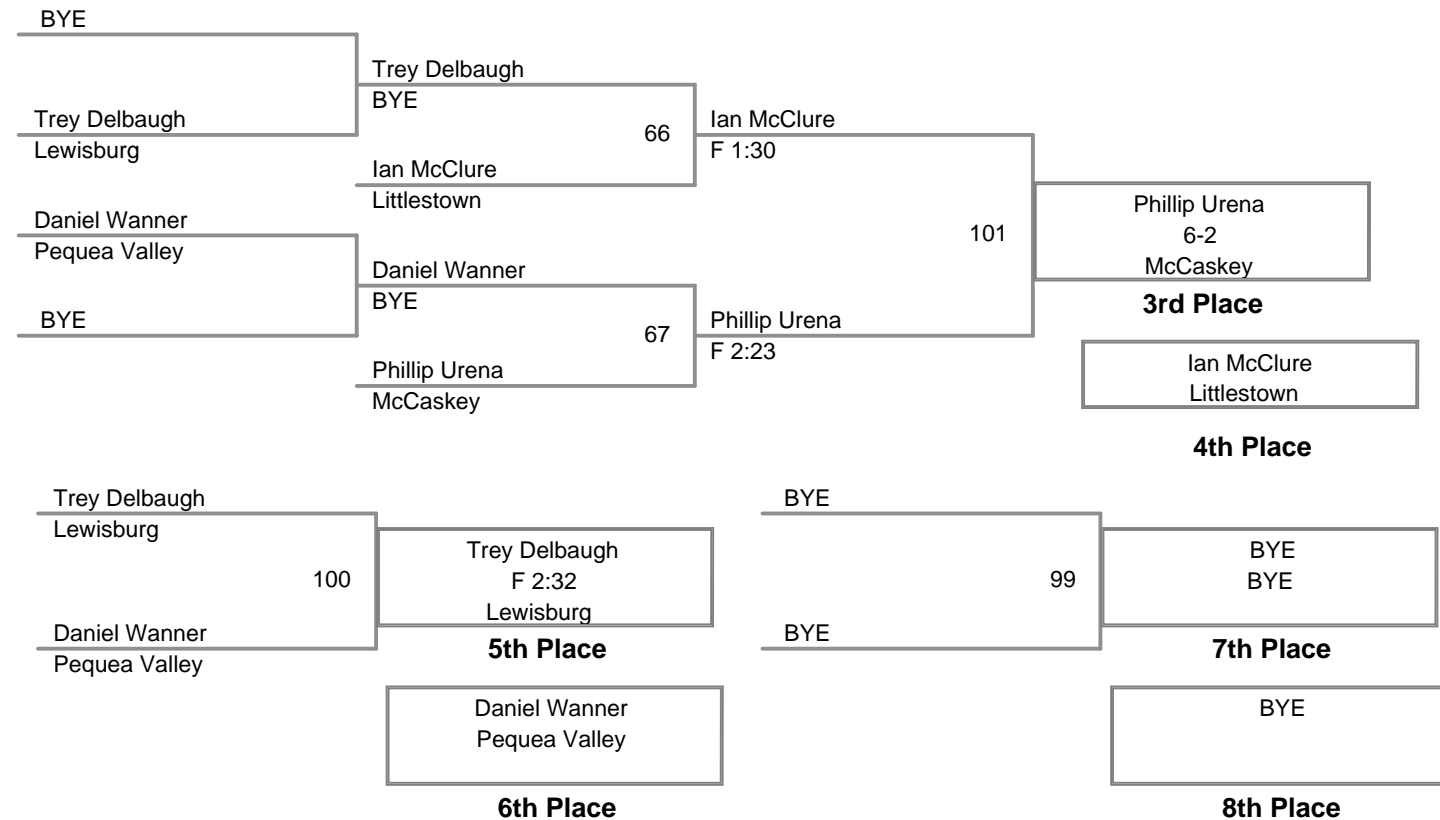 BYE
Trey Delbaugh
BYE
Trey Delbaugh
Lewisburg
66
Ian McClure
F 1:30
Ian McClure
Littlestown
Daniel Wanner
Pequea Valley
101
Phillip Urena
6-2
McCaskey
3rd Place
Daniel Wanner
BYE
BYE
67
Phillip Urena
F 2:23
Phillip Urena
McCaskey
Ian McClure
Littlestown
4th Place
Trey Delbaugh
Lewisburg
100
Trey Delbaugh
F 2:32
Lewisburg
5th Place
Daniel Wanner
Pequea Valley
Daniel Wanner
Pequea Valley
6th Place
BYE
99
BYE
BYE
7th Place
BYE
BYE
8th Place